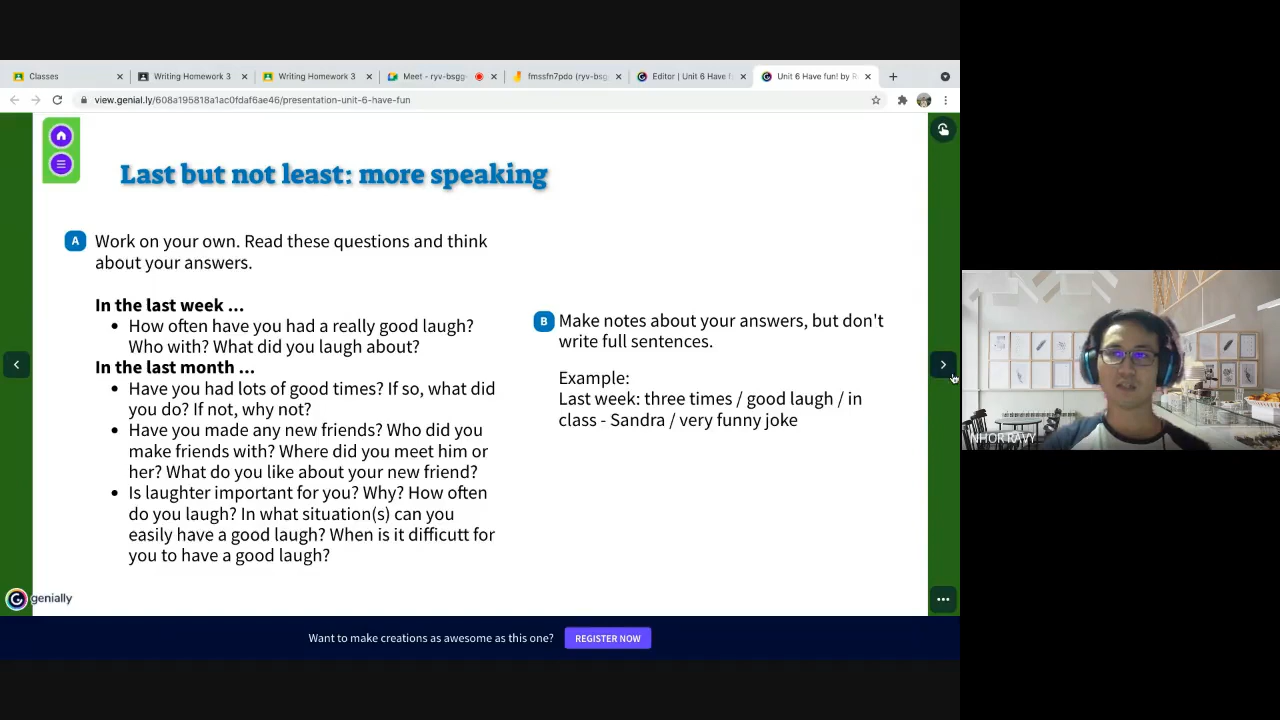 Classes
Writing Homework 3
Writing Homework 3
Meet - ryv-bsgg-
fmssfn7pdo (ryv-bsg
Editor | Unit 6 Have f
Unit 6 Have fun! by R
view.genial.ly/608a195818a1ac0fdaf6ae46/presentation-unit-6-have-fun
Last but not least: more speaking
A Work on your own. Read these questions and think
about your answers.
In the last week ...
• How often have you had a really good laugh?
Who with? What did you laugh about?
In the last month ...
• Have you had lots of good times? If so, what did
you do? If not, why not?
• Have you made any new friends? Who did you
make friends with? Where did you meet him or
her? What do you like about your new friend?
• Is laughter important for you? Why? How often
do you laugh? In what situation(s) can you
easily have a good laugh? When is it difficutt for
you to have a good laugh?
B Make notes about your answers, but don't
write full sentences.
Example:
Last week: three times / good laugh / in
class - Sandra / very funny joke
genially
Want to make creations as awesome as this one?
REGISTER NOW
NHOR RAVY